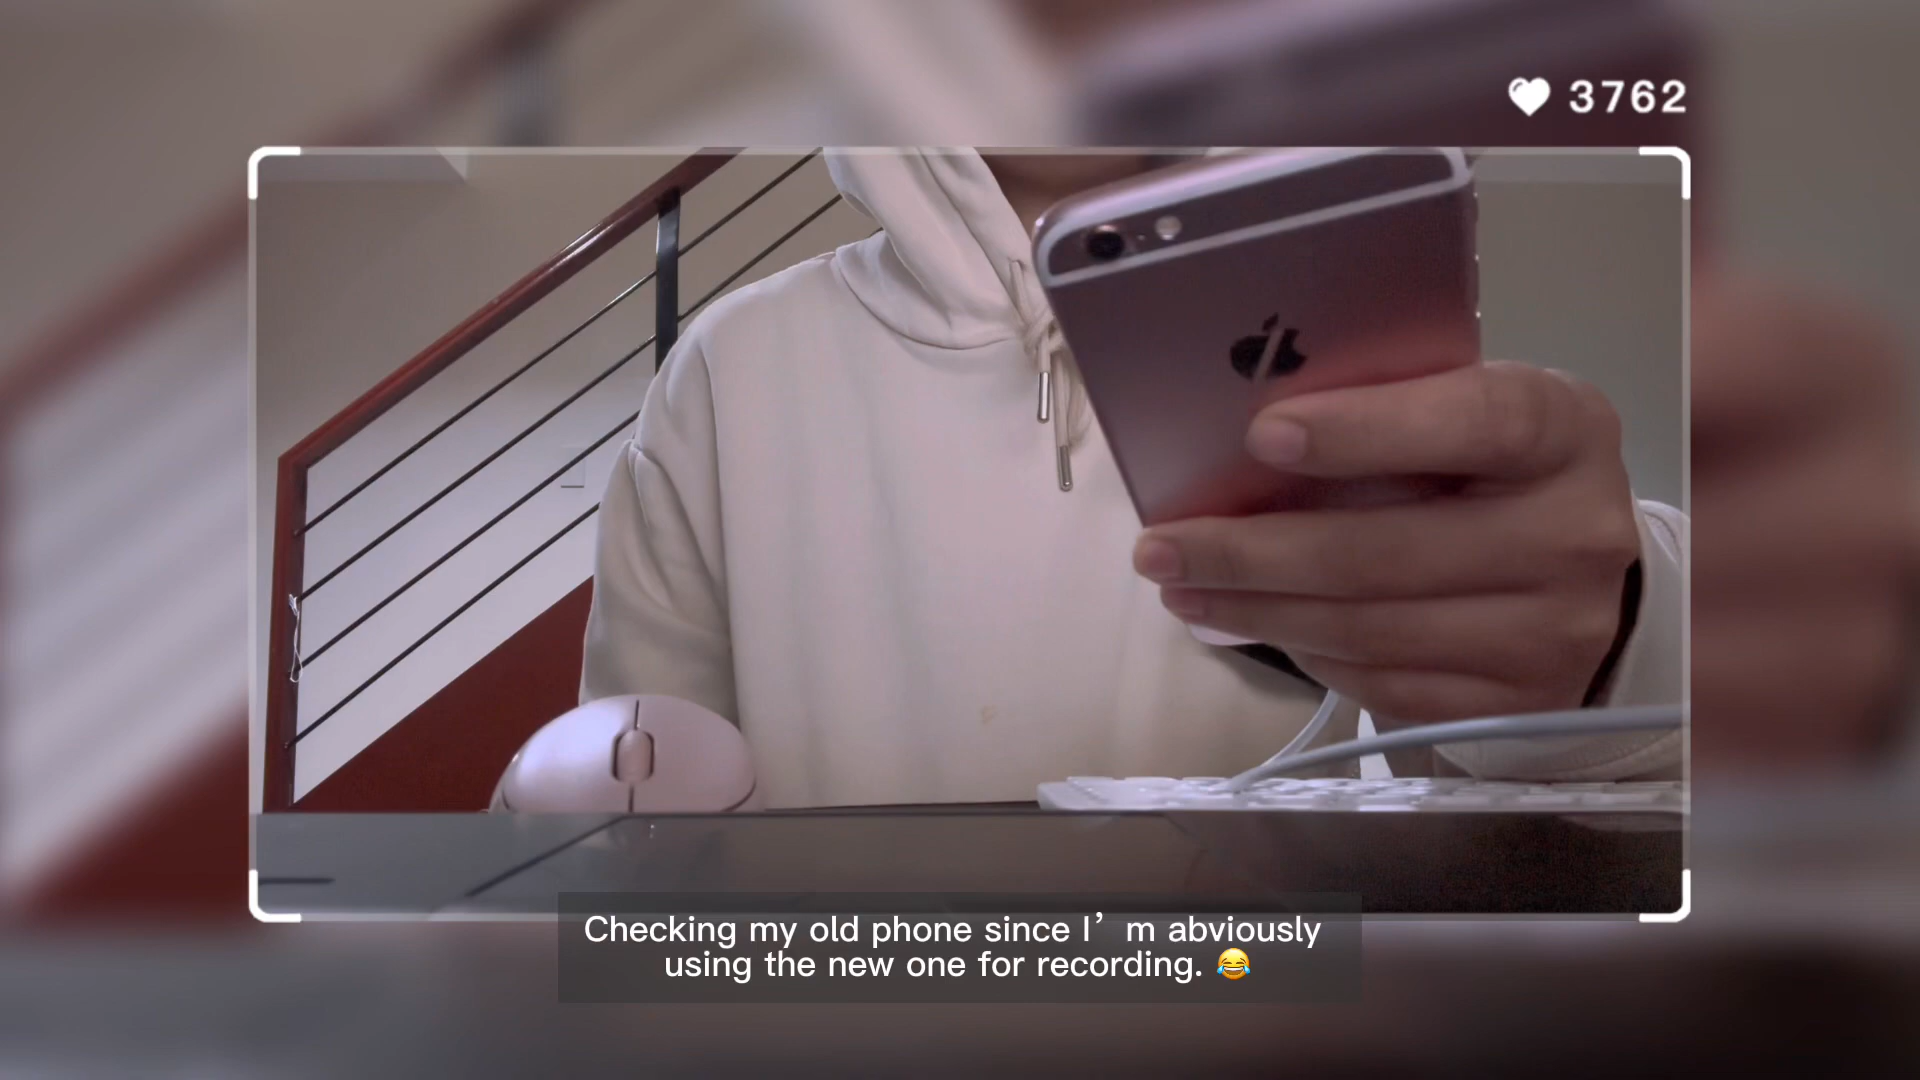 3762
Checking my old phone since I’m abviously
using the new one for recording. 😂